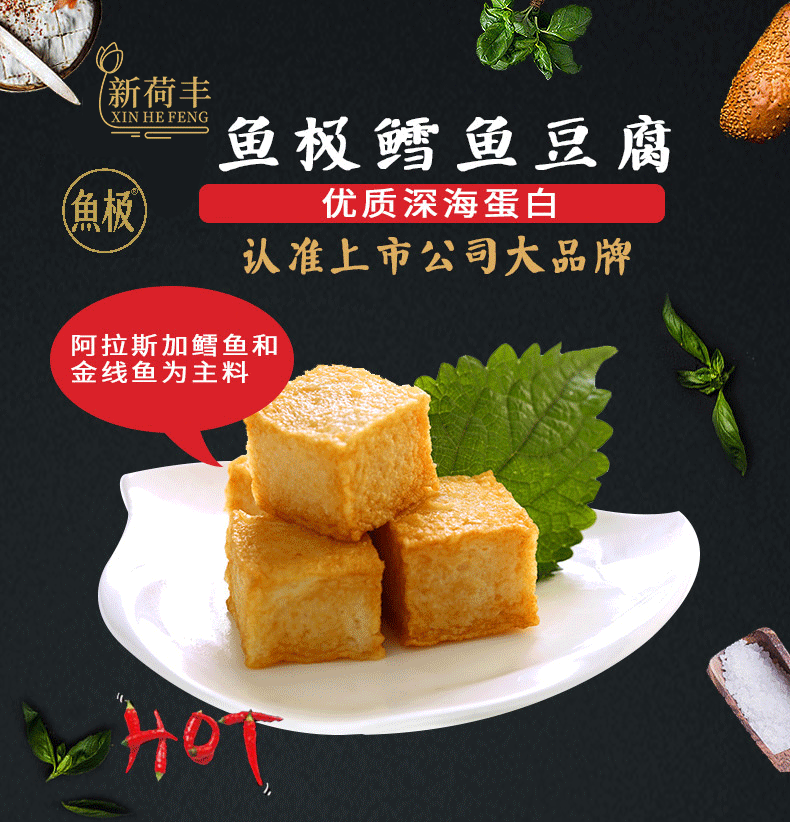 新荷丰
XIN HE FENG
鱼极鳕鱼豆腐
魚极®
优质深海蛋白
认准上市公司大品牌
阿拉斯加鳕鱼和
金线鱼为主料
HOT